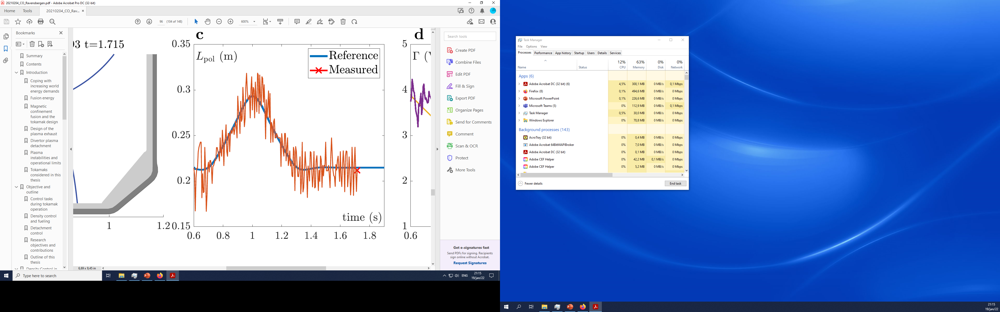 20210204_CO_Ravensbergen.pdf - Adobe Acrobat Pro DC (32-bit)
Home
Tools
20210204_CO_Rav...
96 (104 of 148)
600%
Bookmarks
Summary
Contents
Introduction
Coping with
increasing world
energy demands
Fusion energy
Magnetic
confinement
fusion and the
tokamak design
Design of the
plasma exhaust
Divertor plasma
detachment
Plasma
instabilities and
operational limits
Tokamaks
considered in this
thesis
Objective and
outline
Control tasks
during tokamak
operation
Density control
and fueling
Detachment
control
Research
objectives and
contributions
Outline of this
thesis
Density Control in
03 t=1.715
1 1.2
c
L_pol (m)
Reference
Measured
0.35
0.3
0.25
0.2
0.15
0.6 0.8 1 1.2 1.4 1.6 1.8
time (s)
d
Γ (
5
4
3
2
1
0.6
6,69 x 9,45 in
Search tools
Create PDF
Combine Files
Edit PDF
Fill & Sign
Export PDF
Organize Pages
Send for Comments
Comment
Scan & OCR
Protect
More Tools
Get e-signatures fast
Send PDFs for signing. Recipients
sign online without Acrobat.
Request Signatures
Type here to search
ENG
21:15
19/jan/22
Task Manager
File Options View
Processes Performance App history Startup Users Details Services
12% 63% 0% 0%
Name Status CPU Memory Disk Network
Apps (6)
Adobe Acrobat DC (32 bit) (6) 4,5% 300,1 MB 0 MB/s 0,1 Mbps
Firefox (8) 0,1% 494,6 MB 0 MB/s 0 Mbps
Microsoft PowerPoint 0,1% 226,6 MB 0 MB/s 0 Mbps
Microsoft Teams (5) 0% 112,9 MB 0 MB/s 0,1 Mbps
Task Manager 0,5% 30,0 MB 0 MB/s 0 Mbps
Windows Explorer 0% 70,8 MB 0 MB/s 0 Mbps
Background processes (143)
AcroTray (32 bit) 0% 0,4 MB 0 MB/s 0 Mbps
Adobe Acrobat 64BitMAPIBroker 0% 7,0 MB 0 MB/s 0 Mbps
Adobe Acrobat DC (32 bit) 0% 0,1 MB 0 MB/s 0 Mbps
Adobe CEF Helper 0% 42,2 MB 0,1 MB/s 0 Mbps
Adobe CEF Helper 0% 5,2 MB 0 MB/s 0 Mbps
Fewer details
End task
21:15
19/jan/22